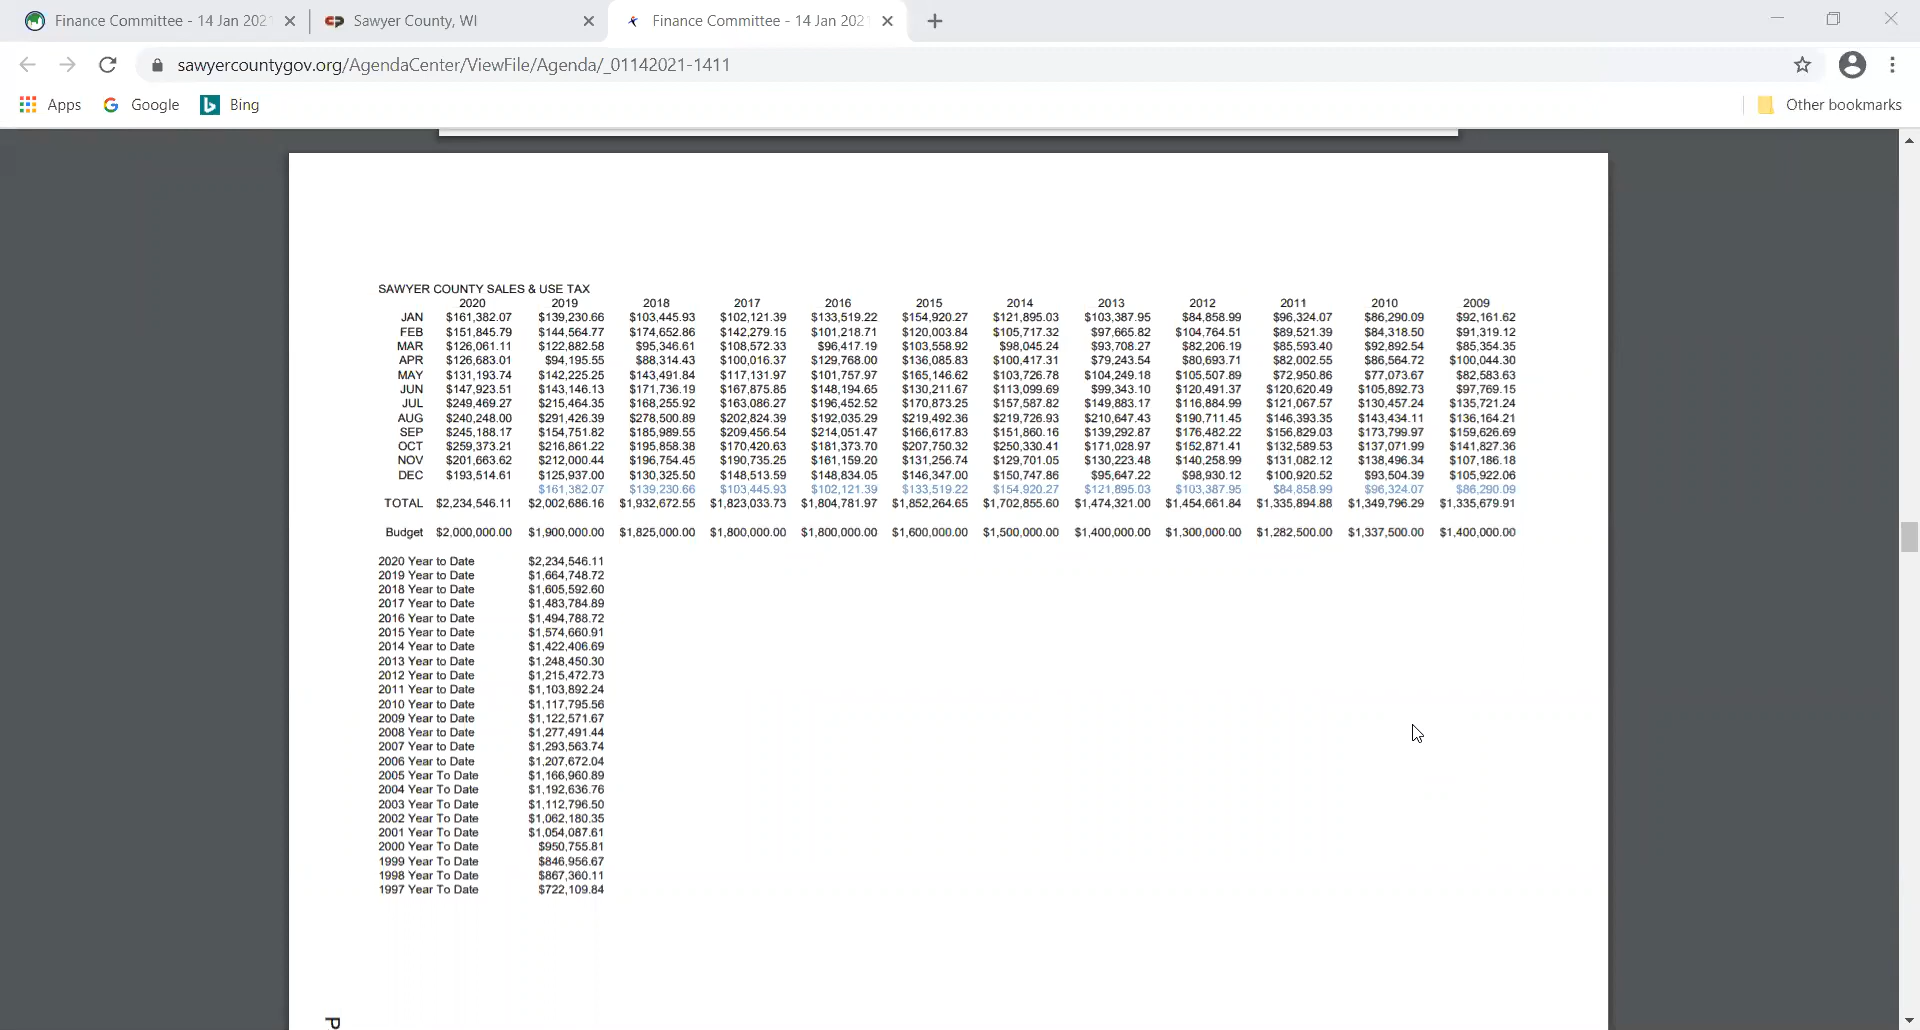 Finance Committee - 14 Jan 202
Sawyer County, WI
Finance Committee - 14 Jan 202
sawyercountygov.org/AgendaCenter/ViewFile/Agenda/_01142021-1411
Apps Google Bing Other bookmarks
SAWYER COUNTY SALES & USE TAX
2020 2019 2018 2017 2016 2015 2014 2013 2012 2011 2010 2009
JAN $161,382.07 $139,230.66 $103,445.93 $102,121.39 $133,519.22 $154,920.27 $121,895.03 $103,387.95 $84,858.99 $96,324.07 $86,290.09 $92,161.62
FEB $151,845.79 $144,564.77 $174,652.86 $142,279.15 $101,218.71 $120,003.84 $105,717.32 $97,665.82 $104,764.51 $89,521.39 $84,318.50 $91,319.12
MAR $126,061.11 $122,882.58 $95,346.61 $108,572.33 $96,417.19 $103,558.92 $98,045.24 $93,708.27 $82,206.19 $85,593.40 $92,892.54 $85,354.35
APR $126,683.01 $94,195.55 $88,314.43 $100,016.37 $129,768.00 $136,085.83 $100,417.31 $79,243.54 $80,693.71 $82,002.55 $86,564.72 $100,044.30
MAY $131,193.74 $142,225.25 $143,491.84 $117,131.97 $101,757.97 $165,146.62 $103,726.78 $104,249.18 $105,507.89 $72,950.86 $77,073.67 $82,583.63
JUN $147,923.51 $143,146.13 $171,736.19 $167,875.85 $148,194.65 $130,211.67 $113,099.69 $99,343.10 $120,491.37 $120,620.49 $105,892.73 $97,769.15
JUL $249,469.27 $215,464.35 $168,255.92 $163,086.27 $196,452.52 $170,873.25 $157,587.82 $149,883.17 $116,884.99 $121,067.57 $130,457.24 $135,721.24
AUG $240,248.00 $291,426.39 $278,500.89 $202,824.39 $192,035.29 $219,492.36 $219,726.93 $210,647.43 $190,711.45 $146,393.35 $143,434.11 $136,164.21
SEP $245,188.17 $154,751.82 $185,989.55 $209,456.54 $214,051.47 $166,617.83 $151,860.16 $139,292.87 $176,482.22 $156,829.03 $173,799.97 $159,626.69
OCT $259,373.21 $216,861.22 $195,858.38 $170,420.63 $181,373.70 $207,750.32 $250,330.41 $171,028.97 $152,871.41 $132,589.53 $137,071.99 $141,827.36
NOV $201,663.62 $212,000.44 $196,754.45 $190,735.25 $161,159.20 $131,256.74 $129,701.05 $130,223.48 $140,258.99 $131,082.12 $138,496.34 $107,186.18
DEC $193,514.61 $125,937.00 $130,325.50 $148,513.59 $148,834.05 $146,347.00 $150,747.86 $95,647.22 $98,930.12 $100,920.52 $93,504.39 $105,922.06
$161,382.07 $139,230.66 $103,445.93 $102,121.39 $133,519.22 $154,920.27 $121,895.03 $103,387.95 $84,858.99 $96,324.07 $86,290.09
TOTAL $2,234,546.11 $2,002,686.16 $1,932,672.55 $1,823,033.73 $1,804,781.97 $1,852,264.65 $1,702,855.60 $1,474,321.00 $1,454,661.84 $1,335,894.88 $1,349,796.29 $1,335,679.91
Budget $2,000,000.00 $1,900,000.00 $1,825,000.00 $1,800,000.00 $1,800,000.00 $1,600,000.00 $1,500,000.00 $1,400,000.00 $1,300,000.00 $1,282,500.00 $1,337,500.00 $1,400,000.00
2020 Year to Date $2,234,546.11
2019 Year to Date $1,664,748.72
2018 Year to Date $1,605,592.60
2017 Year to Date $1,483,784.89
2016 Year to Date $1,494,788.72
2015 Year to Date $1,574,660.91
2014 Year to Date $1,422,406.69
2013 Year to Date $1,248,450.30
2012 Year to Date $1,215,472.73
2011 Year to Date $1,103,892.24
2010 Year to Date $1,117,795.56
2009 Year to Date $1,122,571.67
2008 Year to Date $1,277,491.44
2007 Year to Date $1,293,563.74
2006 Year to Date $1,207,672.04
2005 Year To Date $1,166,960.89
2004 Year To Date $1,192,636.76
2003 Year To Date $1,112,796.50
2002 Year To Date $1,062,180.35
2001 Year To Date $1,054,087.61
2000 Year To Date $950,755.81
1999 Year To Date $846,956.67
1998 Year To Date $867,360.11
1997 Year To Date $722,109.84
P